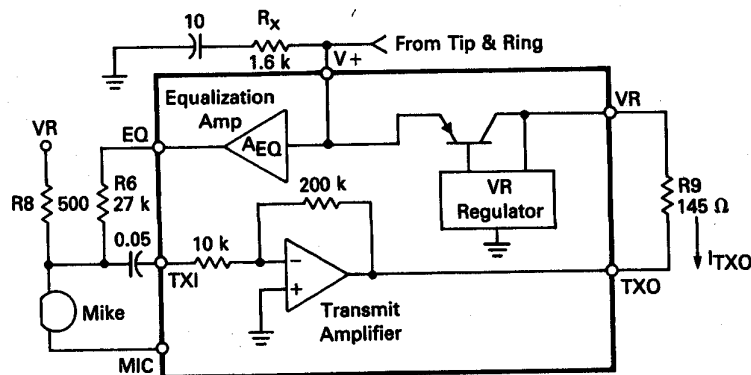 10
Rx
1.6 k
V +
From Tip & Ring
Equalization
Amp
AEQ
VR
EQ
VR
R8
500
R6
27 k
0.05
TXI
10 k
200 k
−
+
Transmit
Amplifier
VR
Regulator
R9
145 Ω
ITXO
TXO
Mike
MIC